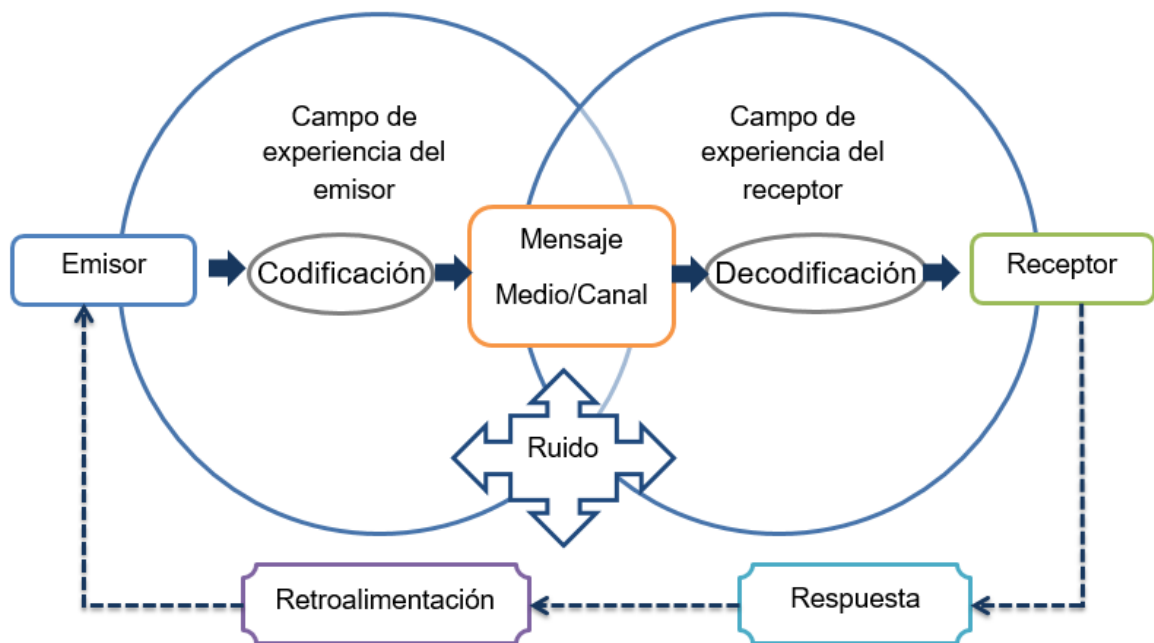 Campo de
experiencia del
emisor
Campo de
experiencia del
receptor
Emisor
Codificación
Mensaje
Medio/Canal
Decodificación
Receptor
Ruido
Retroalimentación
Respuesta